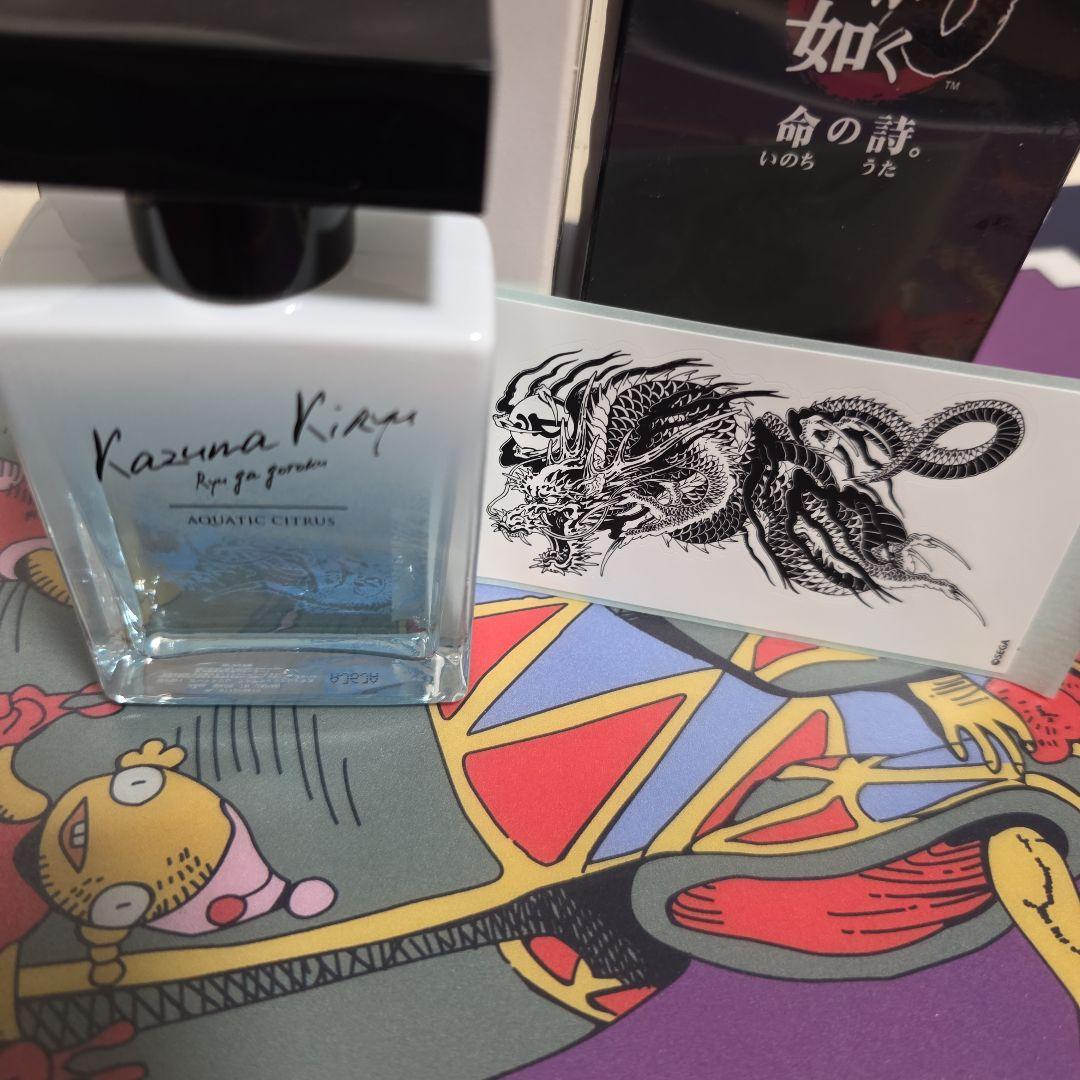 如く
TM
命の詩。
いのち うた
Kazuma Kiryu
Ryu ga gotoku
AQUATIC CITRUS
©SEGA